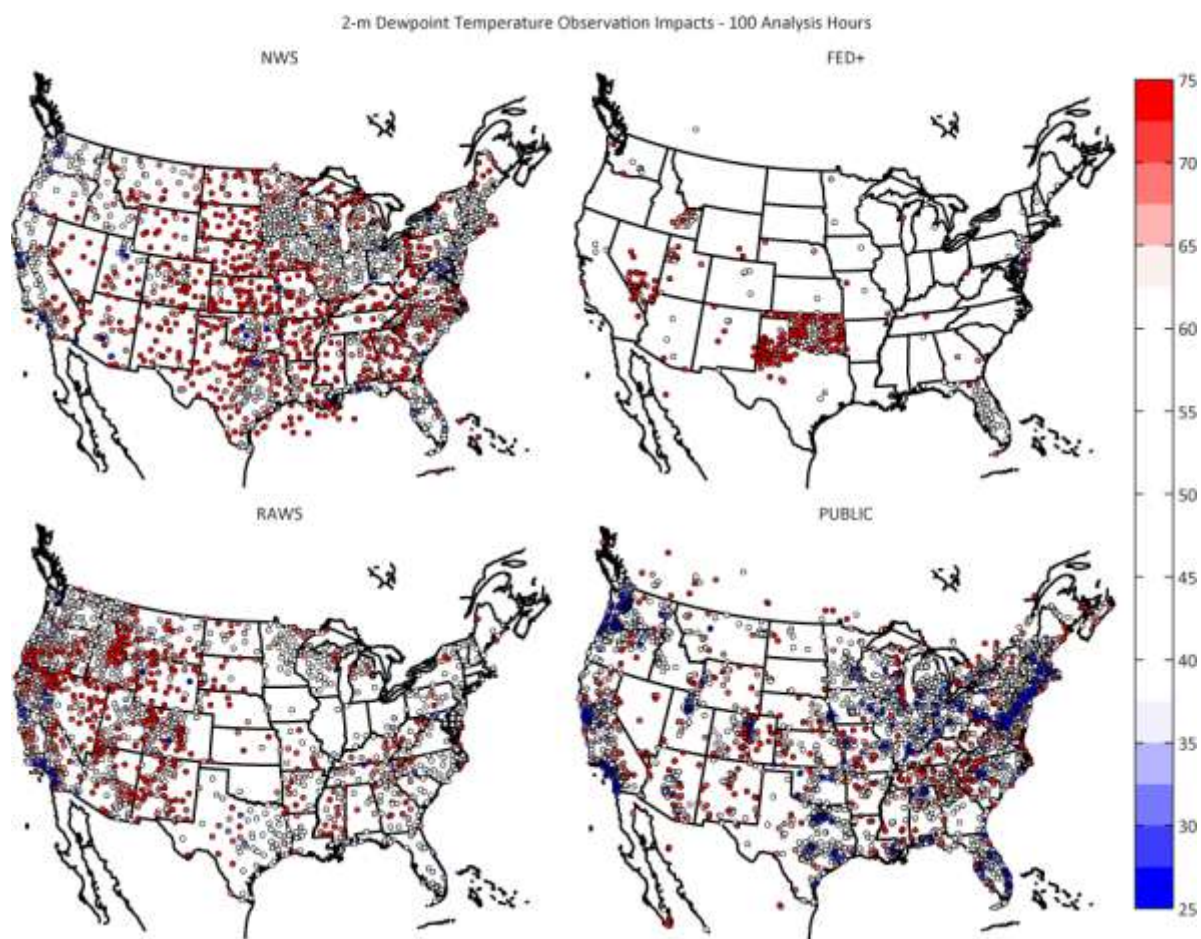 2-m Dewpoint Temperature Observation Impacts - 100 Analysis Hours
NWS
FED+
75
70
65
60
55
50
45
40
35
30
25
RAWS
PUBLIC